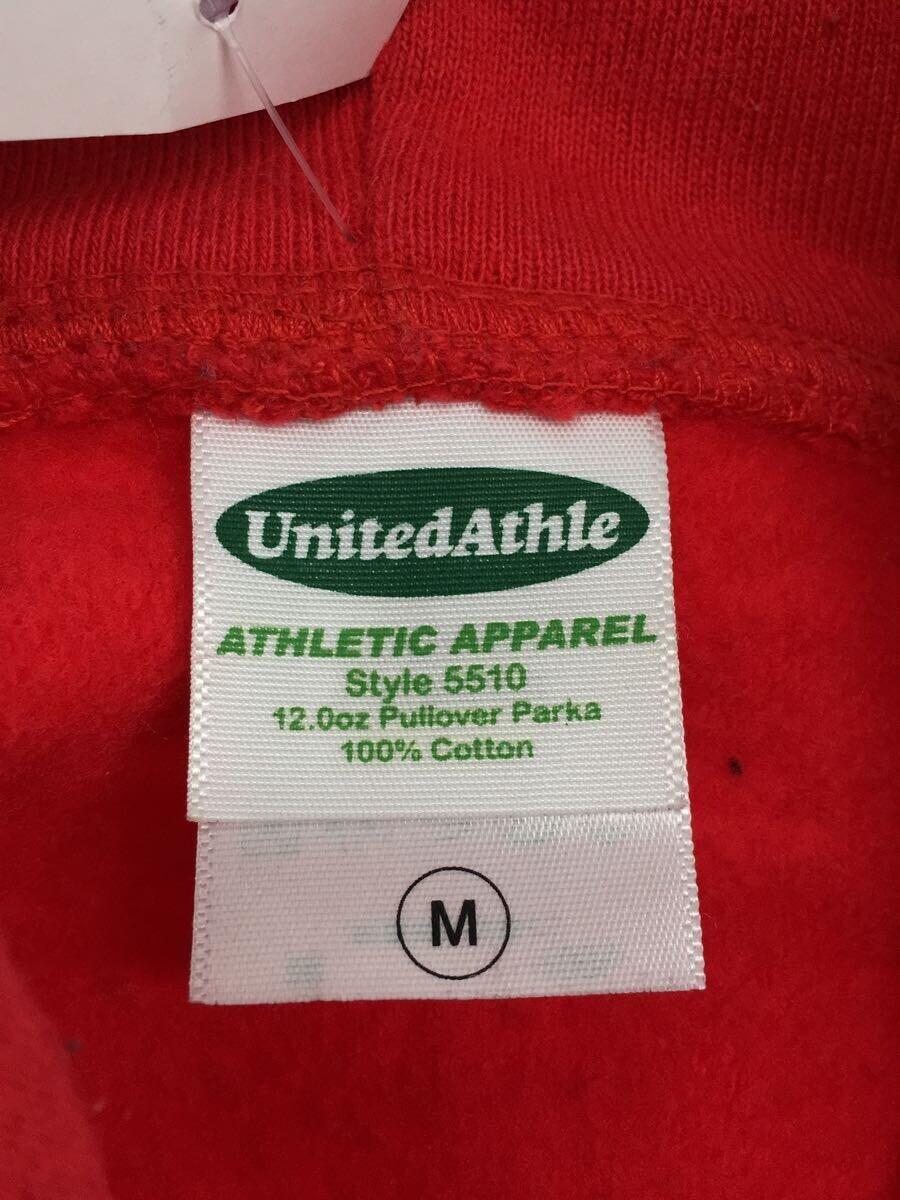 UnitedAthle
ATHLETIC APPAREL
Style 5510
12.0oz Pullover Parka
100% Cotton
M